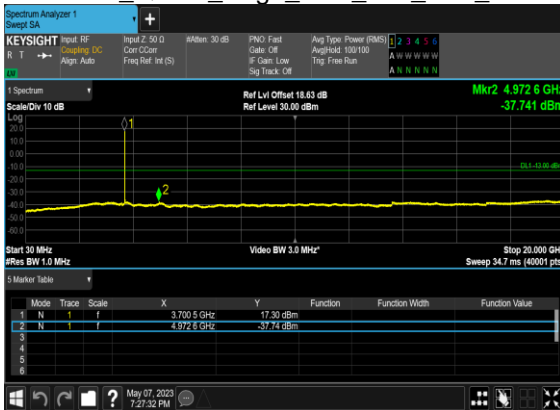 Spectrum Analyzer 1
Swept SA
+
KEYSIGHT Input: RF Input Z: 50 Ω #Atten: 30 dB PNO: Fast Avg Type: Power (RMS) 1 2 3 4 5 6
R T Coupling: DC Corr CCorr Gate: Off Avg|Hold: 100/100 A W W W W W
Align: Auto Freq Ref: Int (S) IF Gain: Low Trig: Free Run
LXI Sig Track: Off A N N N N N
1 Spectrum Ref Lvl Offset 18.63 dB Mkr2 4.972 6 GHz
Scale/Div 10 dB Ref Level 30.00 dBm -37.741 dBm
Log
20.0
10.0
0.00
-10.0
DL1 -13.00 dBm
-20.0
-30.0
-40.0
-50.0
-60.0
1
2
Start 30 MHz Video BW 3.0 MHz* Stop 20.000 GHz
#Res BW 1.0 MHz Sweep 34.7 ms (40001 pts)
5 Marker Table
Mode Trace Scale X Y Function Function Width Function Value
1 N 1 f 3.700 5 GHz 17.30 dBm
2 N 1 f 4.972 6 GHz -37.74 dBm
3
4
5
6
? May 07, 2023
7:27:32 PM